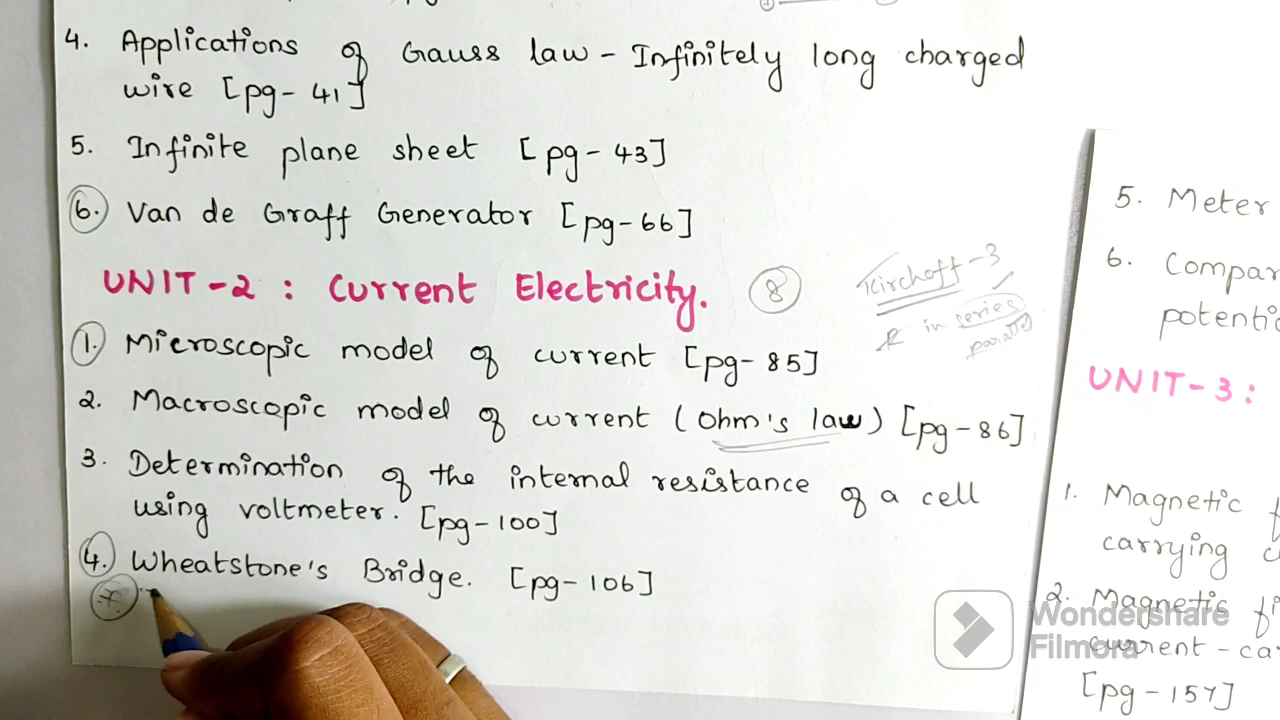 4. Applications of Gauss law - Infinitely long charged
wire [pg- 41]
5. Infinite plane sheet [pg- 43]
6. Van de Graff Generator [pg-66]
UNIT-2 : Current Electricity. 8
Kirchoff -3
R in series
parallel
1. Microscopic model of current [pg- 85]
2. Macroscopic model of current (Ohm's law) [pg-86]
3. Determination of the internal resistance of a cell
using voltmeter. [pg-100]
4. Wheatstone's Bridge. [pg-106]
5. Meter
6. Compar
potentio
UNIT-3 :
1. Magnetic f
carrying c
2. Magnetic fi
current-ca
[pg-157]
Wondershare
Filmora